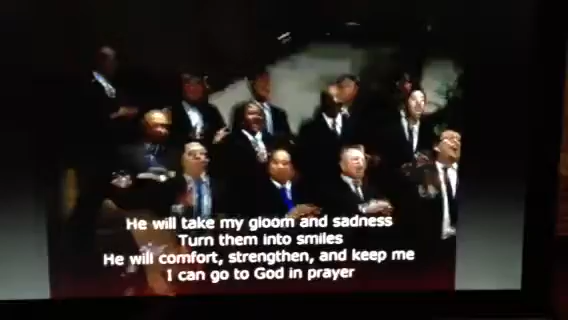 He will take my gloom and sadness
Turn them into smiles
He will comfort, strengthen, and keep me
I can go to God in prayer